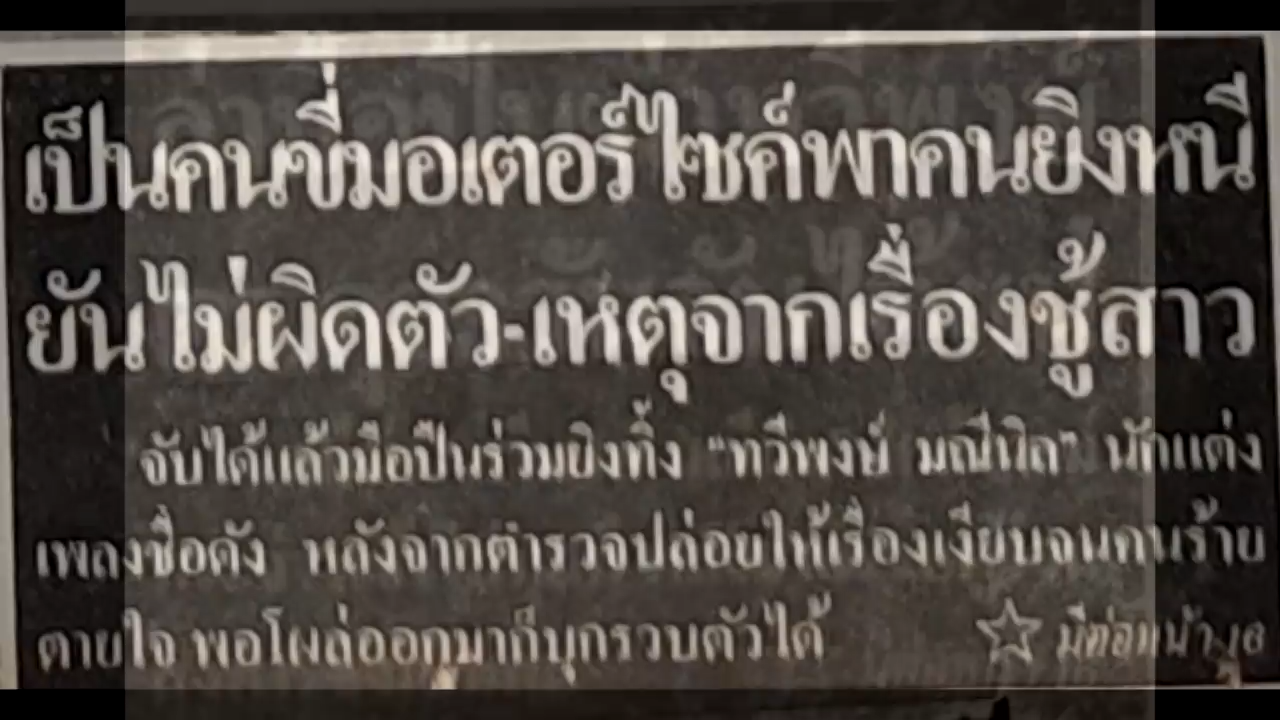 เป็นคนขี่มอเตอร์ไซค์พาคนยิงหนี
ยันไม่ผิดตัว-เหตุจากเรื่องชู้สาว
จับได้แล้วมือปืนร่วมยิงทิ้ง "ทวีพงษ์ มณีนิล" นักแต่ง
เพลงชื่อดัง หลังจากตำรวจปล่อยให้เรื่องเงียบจนคนร้าย
ตายใจ พอโผล่ออกมาก็บุกรวบตัวได้ ☆ มีต่อหน้า 16